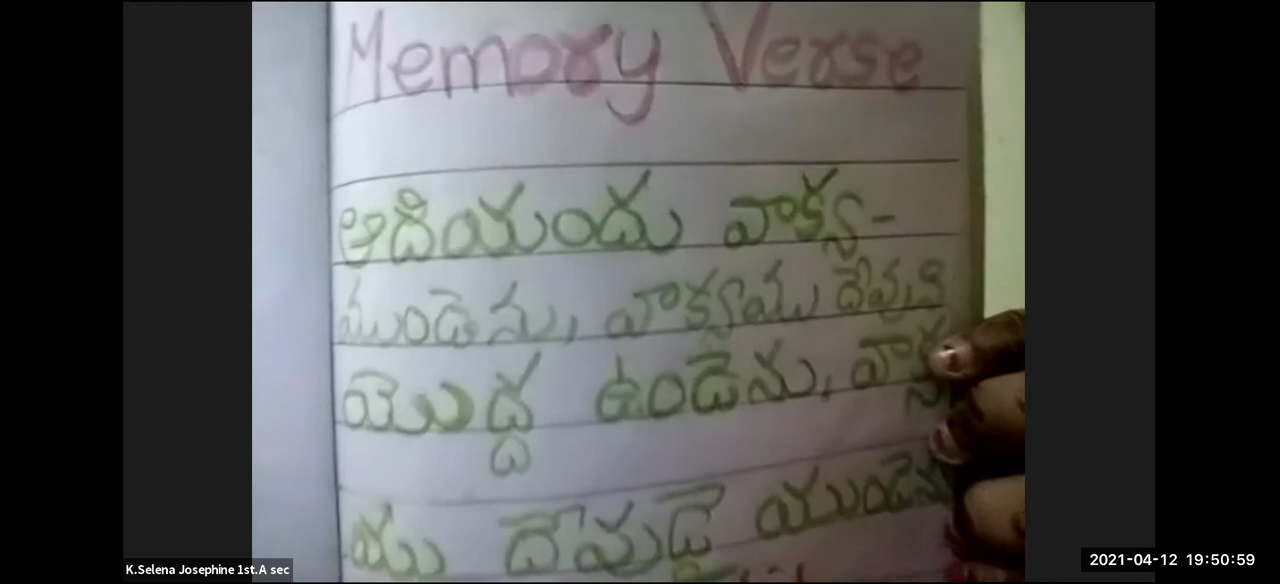 Memory Verse
ఆదియందు వాక్య-
ముండెను, వాక్యము దేవుని
యొద్ద ఉండెను, వాక్య
ము దేవుడై యుండెను
K.Selena Josephine 1st.A sec
2021-04-12 19:50:59